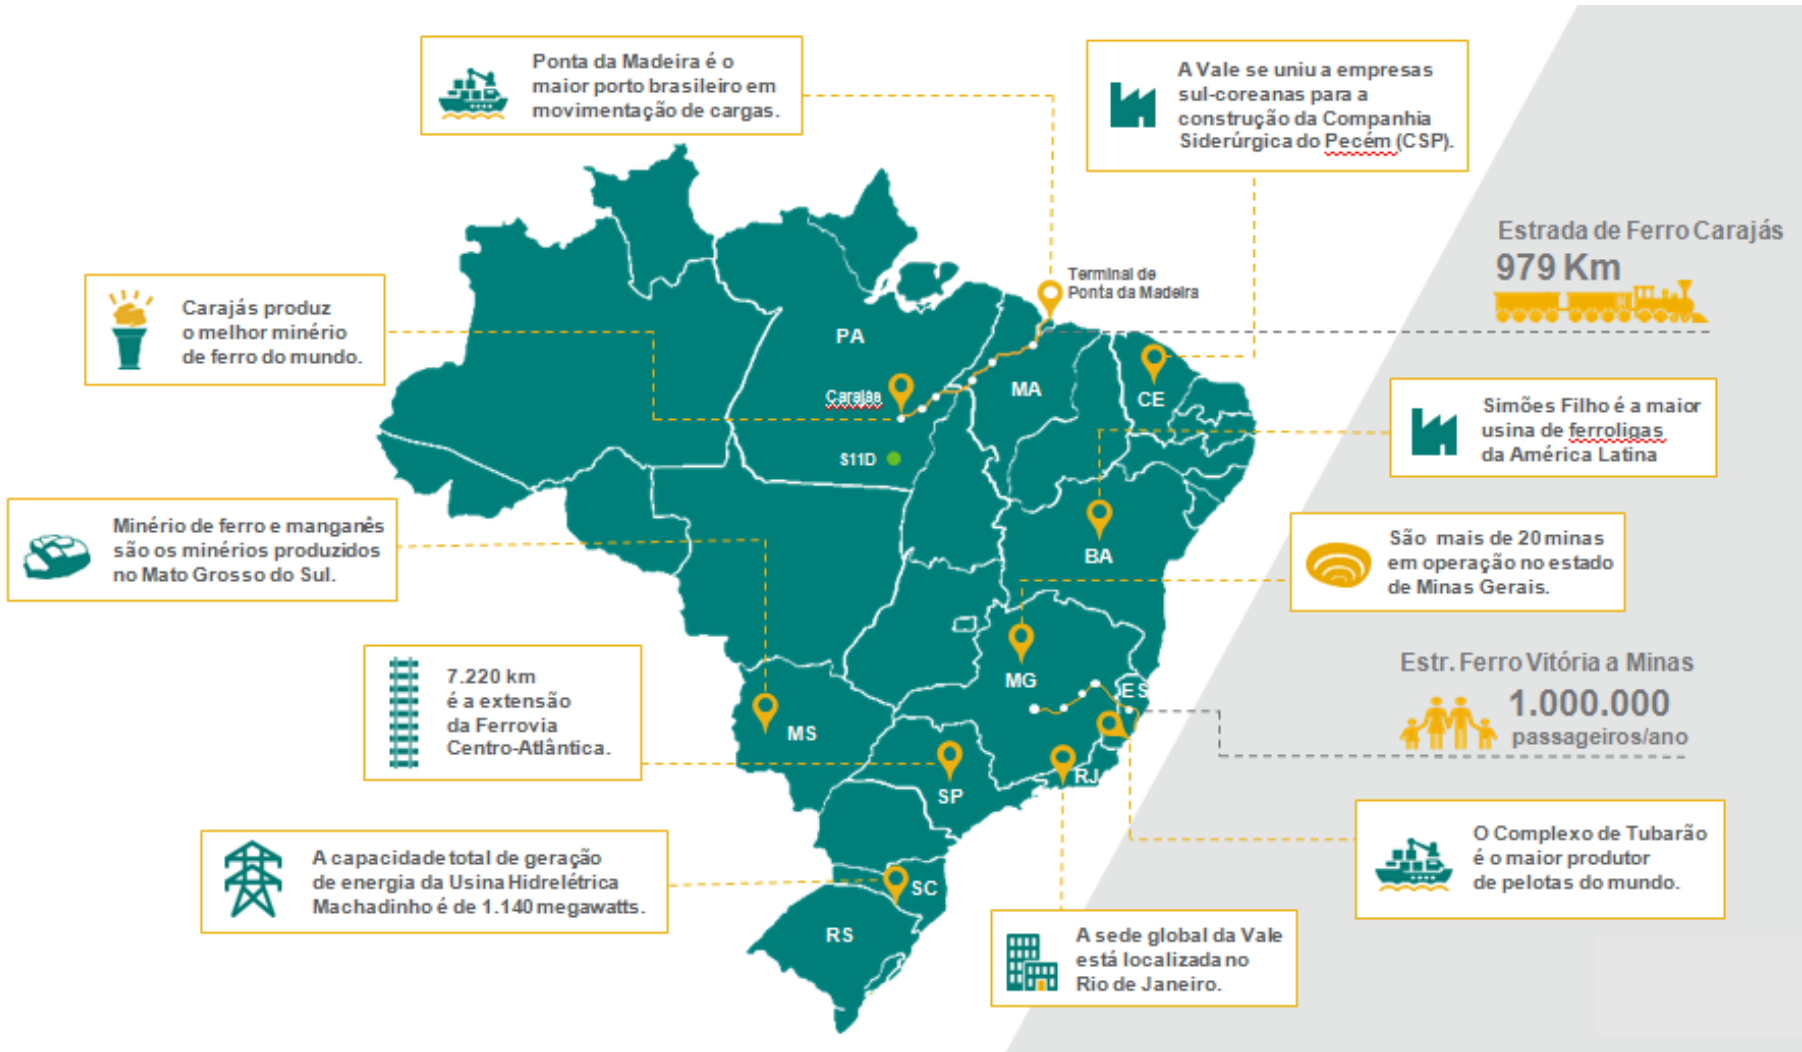 Ponta da Madeira é o
maior porto brasileiro em
movimentação de cargas.
A Vale se uniu a empresas
sul-coreanas para a
construção da Companhia
Siderúrgica do Pecém (CSP).
Estrada de Ferro Carajás
979 Km
Terminal de
Ponta da Madeira
Carajás produz
o melhor minério
de ferro do mundo.
PA
MA
CE
Carajás
S11D
Simões Filho é a maior
usina de ferroligas
da América Latina
Minério de ferro e manganês
são os minérios produzidos
no Mato Grosso do Sul.
BA
São mais de 20 minas
em operação no estado
de Minas Gerais.
7.220 km
é a extensão
da Ferrovia
Centro-Atlântica.
MS
MG
ES
Estr. Ferro Vitória a Minas
1.000.000
passageiros/ano
SP
RJ
A capacidade total de geração
de energia da Usina Hidrelétrica
Machadinho é de 1.140 megawatts.
SC
RS
O Complexo de Tubarão
é o maior produtor
de pelotas do mundo.
A sede global da Vale
está localizada no
Rio de Janeiro.